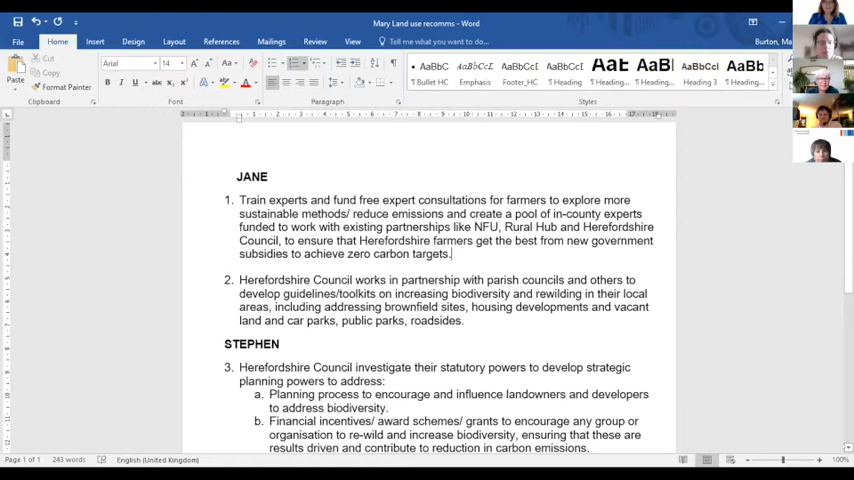 Mary Land use recomms - Word
Burton, Ma
File Home Insert Design Layout References Mailings Review View Tell me what you want to do...
Paste
Cut
Copy
Format Painter
Arial 14
AaBbC AaBbCcL AaBbCcD AaBb AaBl AaBbCc AaBb(
Bullet HC Emphasis Footer_HC Heading Heading Heading 3 Heading
Clipboard Font Paragraph Styles
JANE
1. Train experts and fund free expert consultations for farmers to explore more
sustainable methods/ reduce emissions and create a pool of in-county experts
funded to work with existing partnerships like NFU, Rural Hub and Herefordshire
Council, to ensure that Herefordshire farmers get the best from new government
subsidies to achieve zero carbon targets.
2. Herefordshire Council works in partnership with parish councils and others to
develop guidelines/toolkits on increasing biodiversity and rewilding in their local
areas, including addressing brownfield sites, housing developments and vacant
land and car parks, public parks, roadsides.
STEPHEN
3. Herefordshire Council investigate their statutory powers to develop strategic
planning powers to address:
a. Planning process to encourage and influence landowners and developers
to address biodiversity.
b. Financial incentives/ award schemes/ grants to encourage any group or
organisation to re-wild and increase biodiversity, ensuring that these are
results driven and contribute to reduction in carbon emissions.
Page 1 of 1 243 words English (United Kingdom) 100%